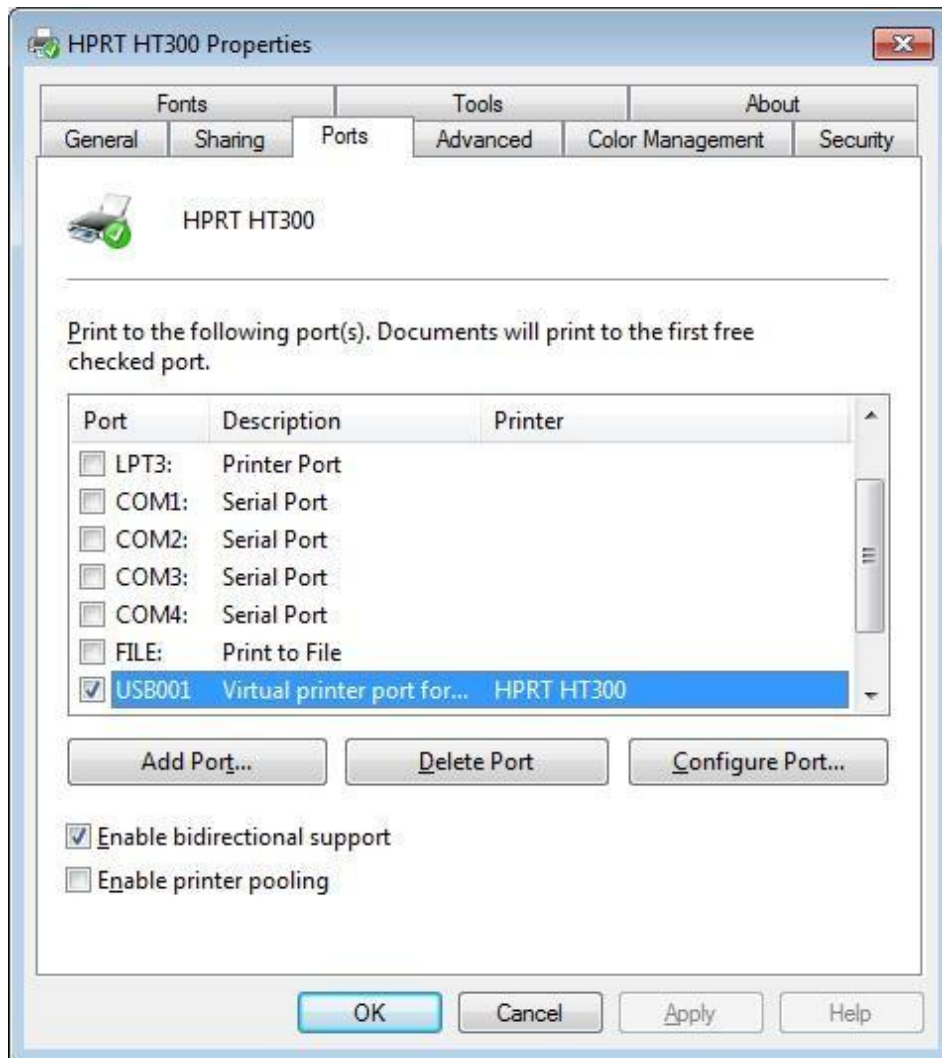 HPRT HT300 Properties
Fonts Tools About
General Sharing Ports Advanced Color Management Security
HPRT HT300
Print to the following port(s). Documents will print to the first free
checked port.
Port Description Printer
LPT3: Printer Port
COM1: Serial Port
COM2: Serial Port
COM3: Serial Port
COM4: Serial Port
FILE: Print to File
USB001 Virtual printer port for... HPRT HT300
Add Port... Delete Port Configure Port...
Enable bidirectional support
Enable printer pooling
OK Cancel Apply Help